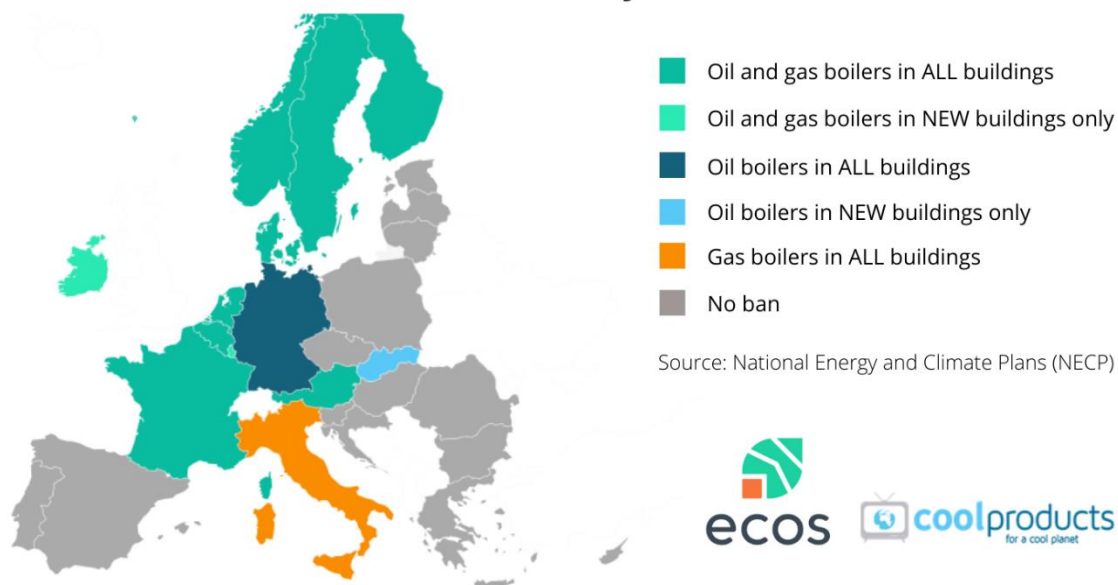 Oil and gas boilers in ALL buildings
Oil and gas boilers in NEW buildings only
Oil boilers in ALL buildings
Oil boilers in NEW buildings only
Gas boilers in ALL buildings
No ban
Source: National Energy and Climate Plans (NECP)
ecos
coolproducts
for a cool planet